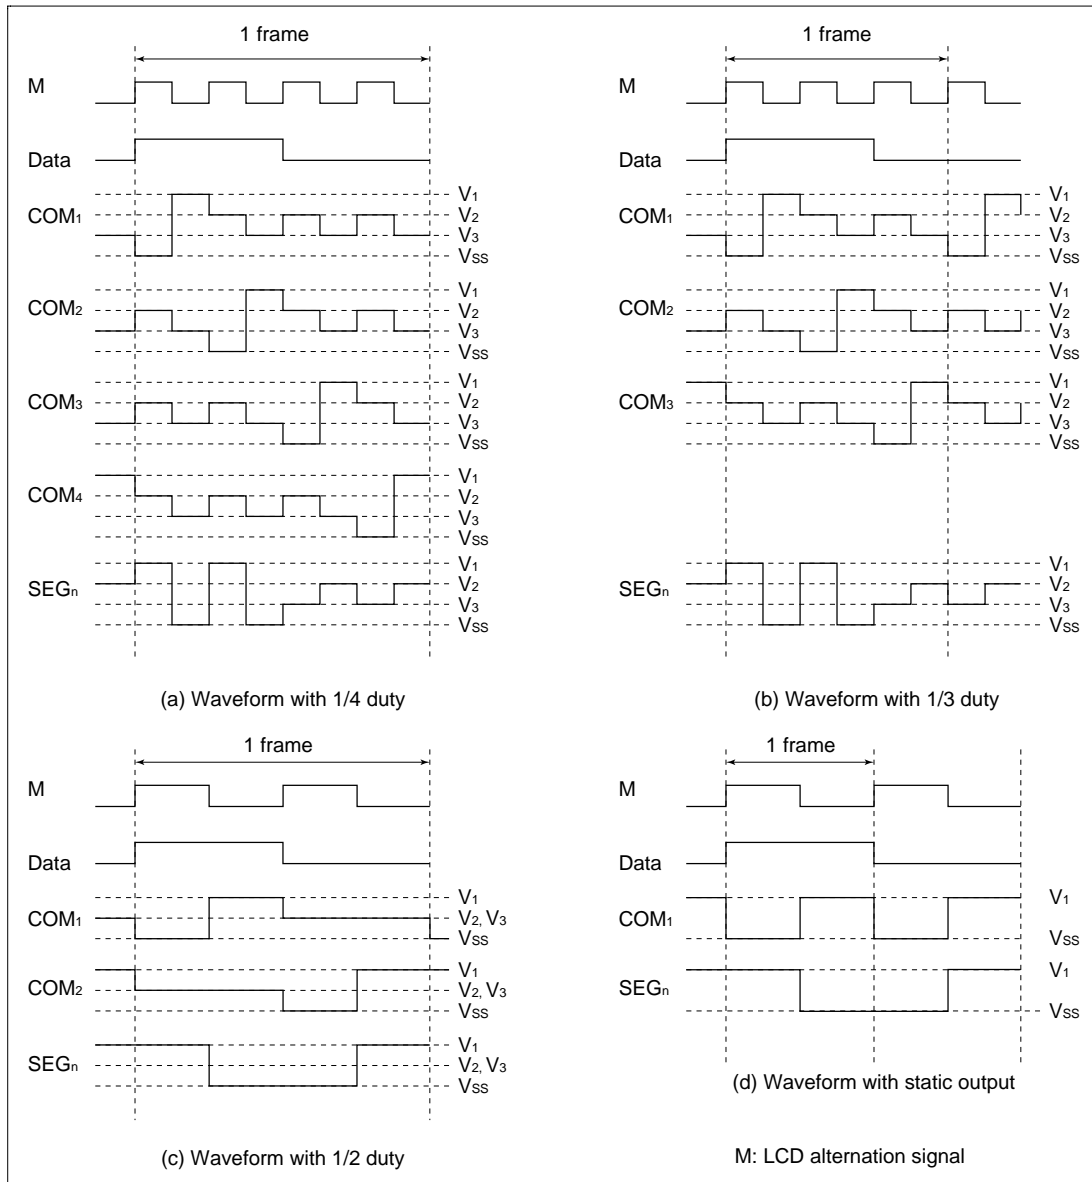 1 frame
M
Data
COM1
V1
V2
V3
VSS
COM2
V1
V2
V3
VSS
COM3
V1
V2
V3
VSS
COM4
V1
V2
V3
VSS
SEGn
V1
V2
V3
VSS
(a) Waveform with 1/4 duty
1 frame
M
Data
COM1
V1
V2
V3
VSS
COM2
V1
V2
V3
VSS
COM3
V1
V2
V3
VSS
SEGn
V1
V2
V3
VSS
(b) Waveform with 1/3 duty
1 frame
M
Data
COM1
V1
V2, V3
VSS
COM2
V1
V2, V3
VSS
SEGn
V1
V2, V3
VSS
(c) Waveform with 1/2 duty
1 frame
M
Data
COM1
V1
VSS
SEGn
V1
VSS
(d) Waveform with static output
M: LCD alternation signal